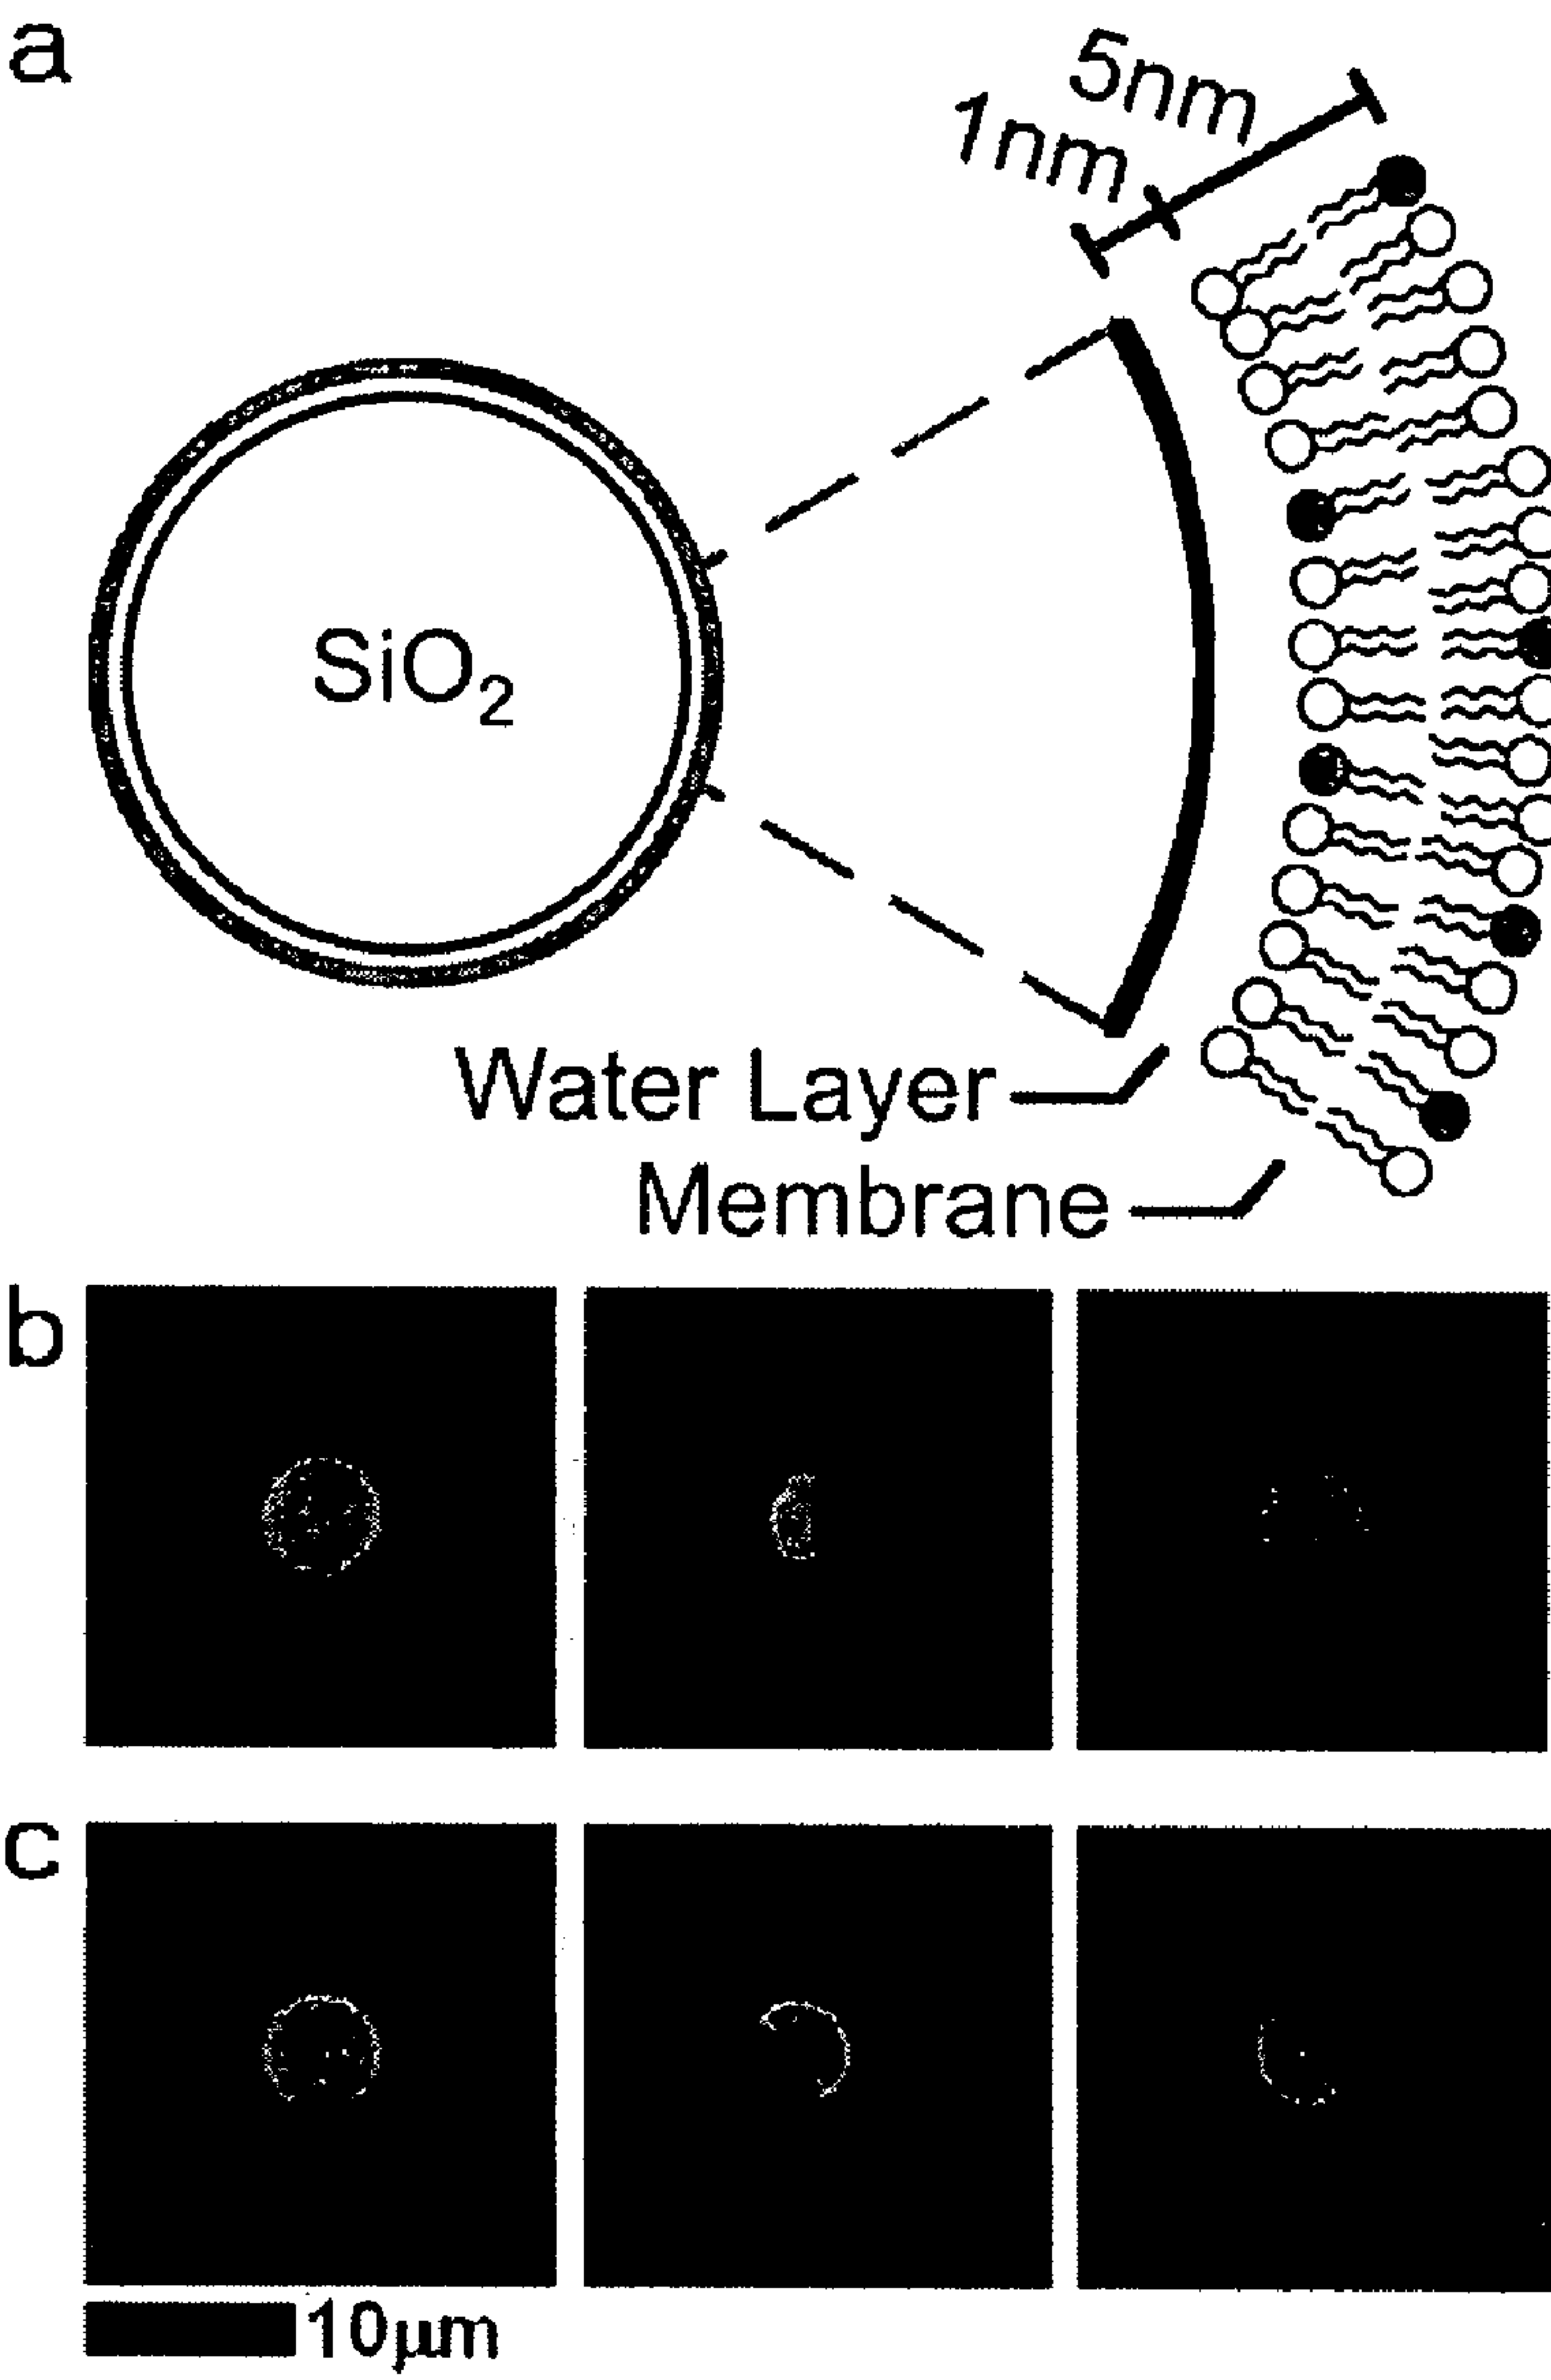 a
5nm
1nm
SiO₂
Water Layer
Membrane
b
c
10μm